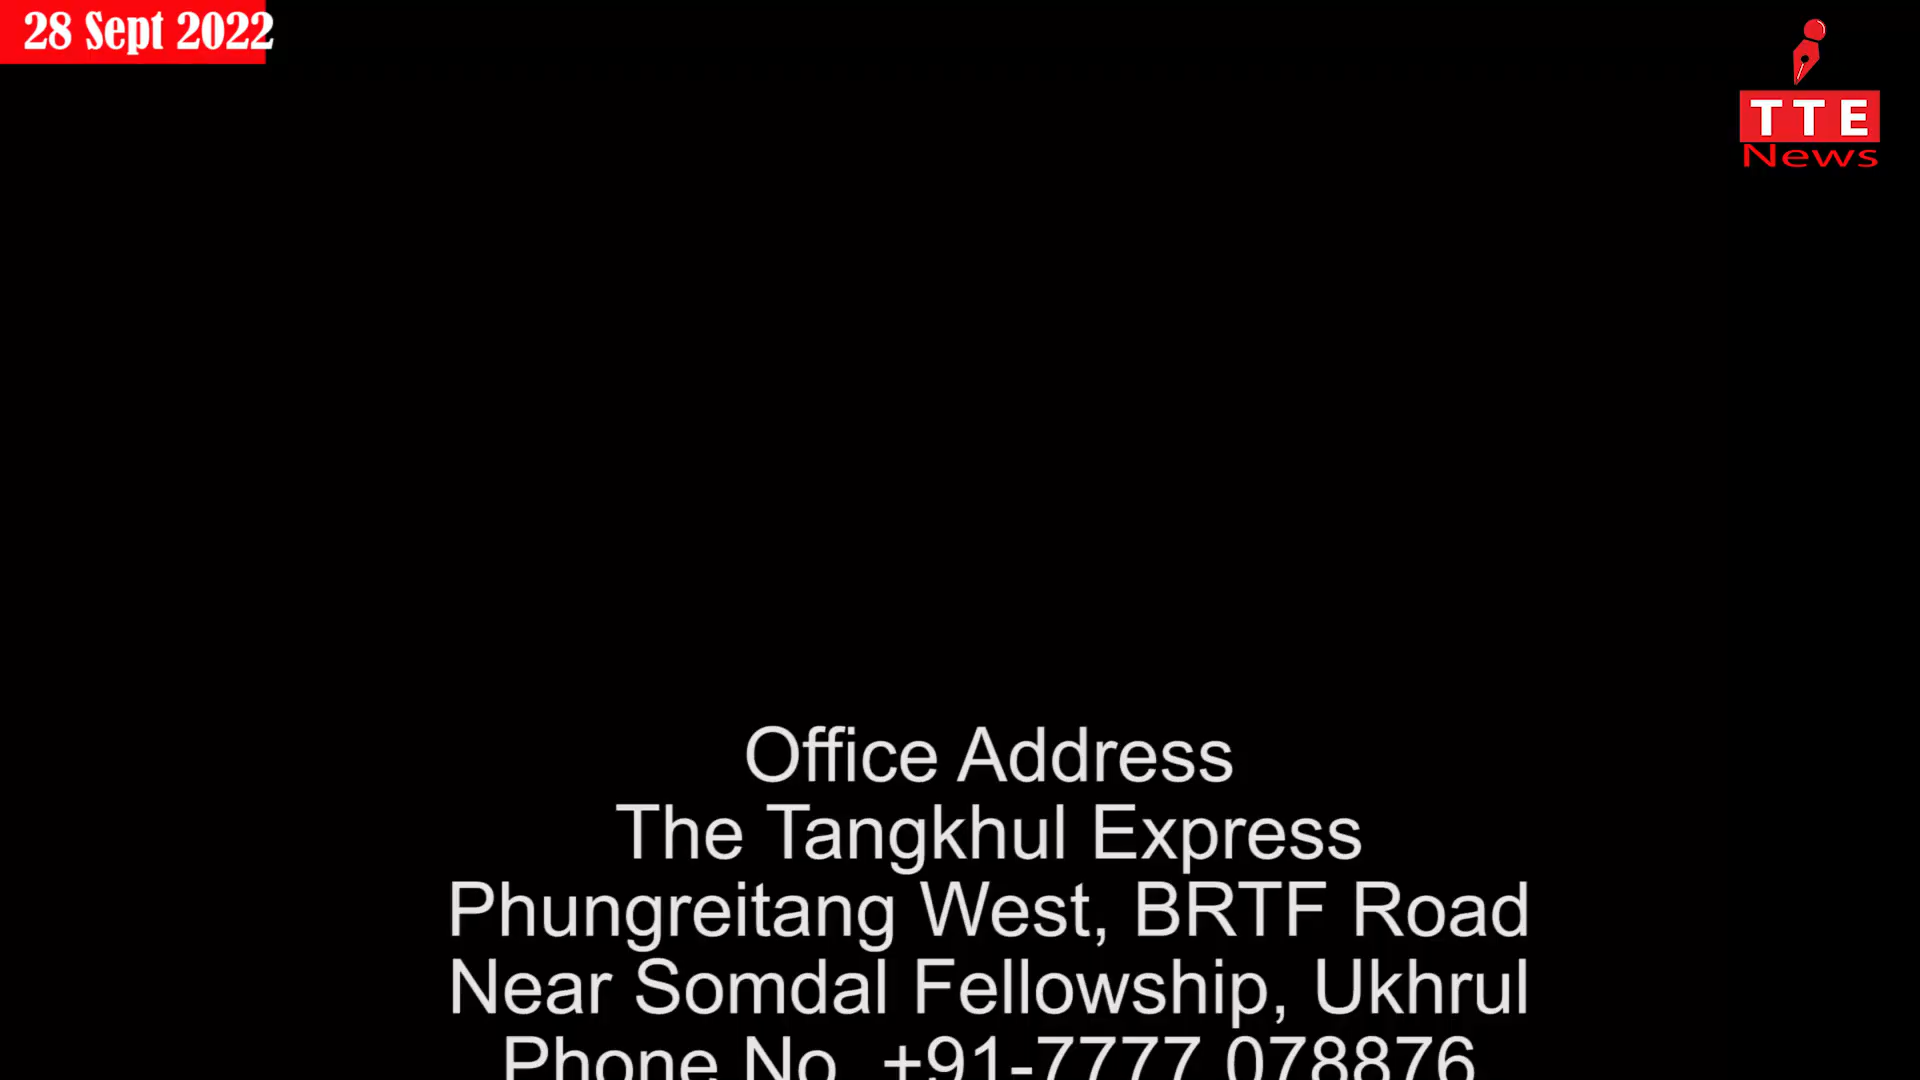 28 Sept 2022
TTE
News
Office Address
The Tangkhul Express
Phungreitang West, BRTF Road
Near Somdal Fellowship, Ukhrul
Phone No. +91-7777 078876